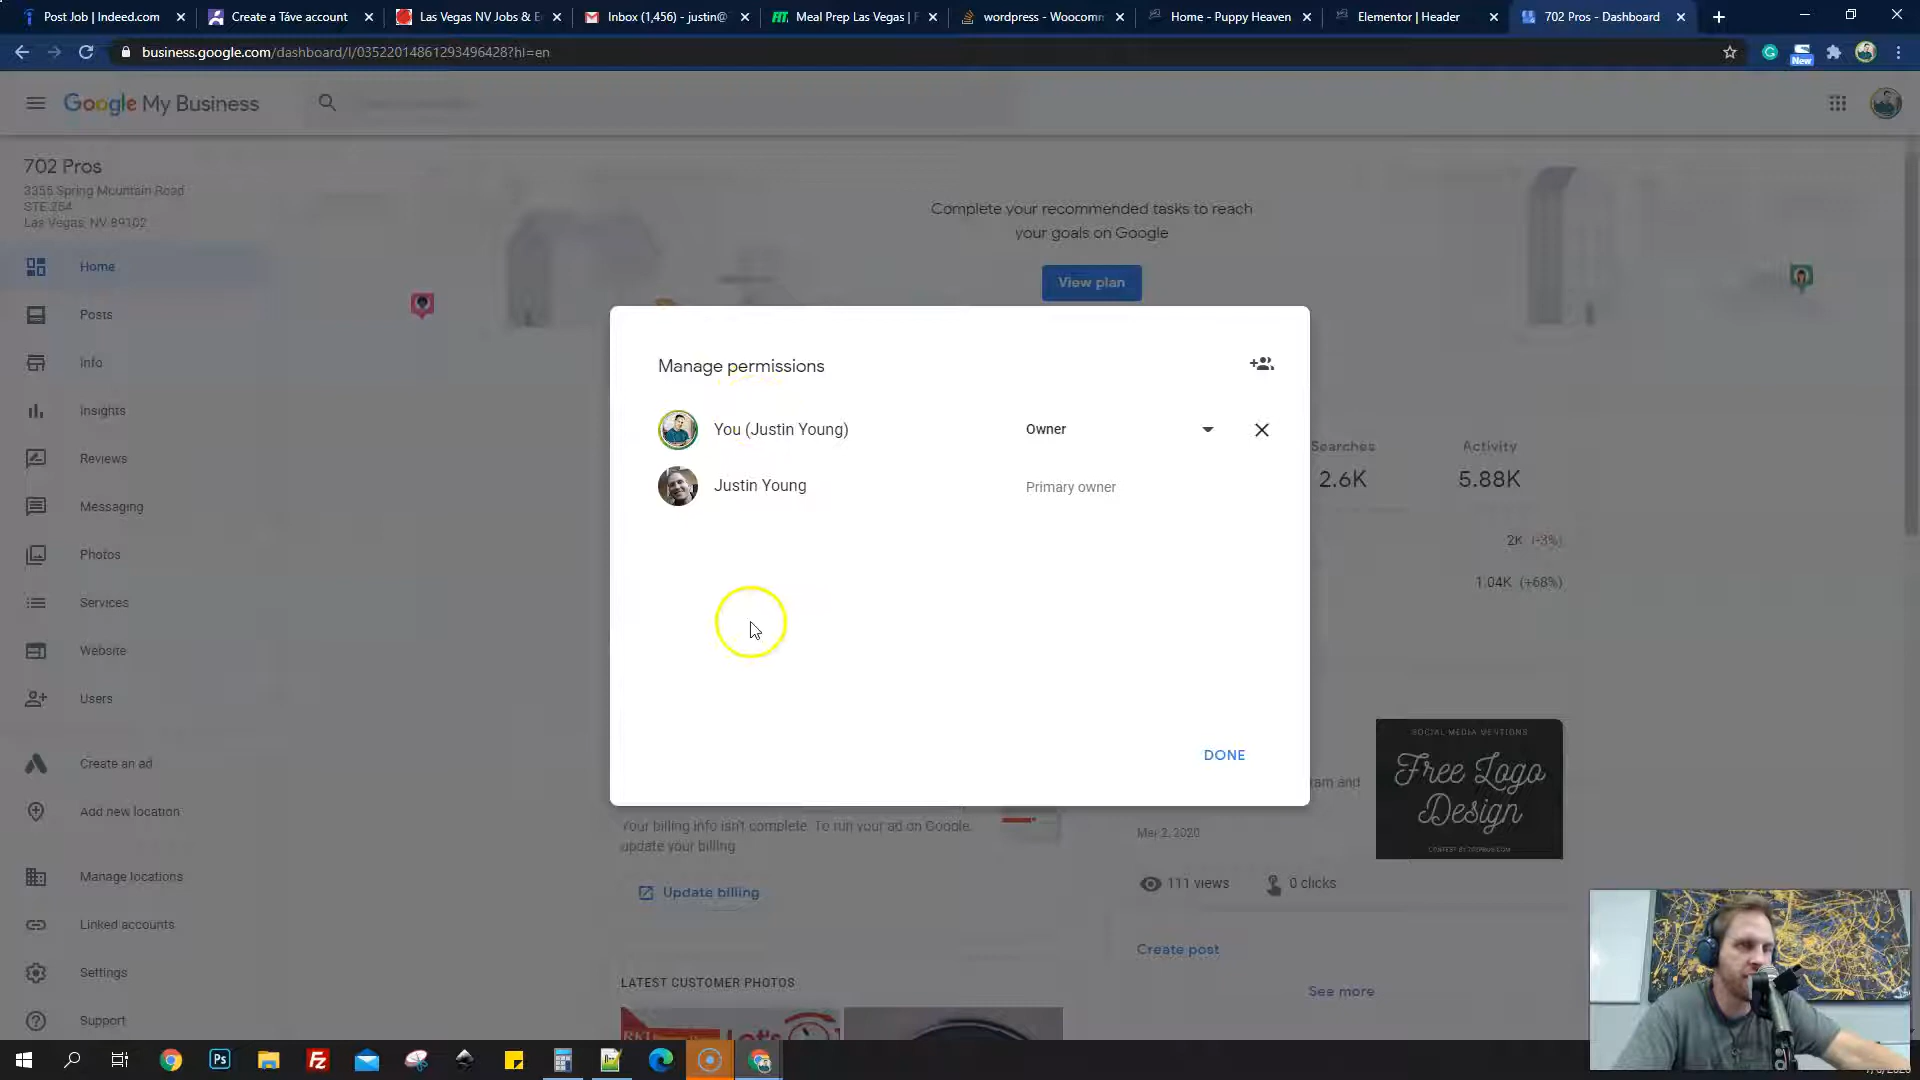 Post Job | Indeed.com
Create a Táve account
Las Vegas NV Jobs & E
Inbox (1,456) - justin@
Meal Prep Las Vegas | F
wordpress - Woocomm
Home - Puppy Heaven
Elementor | Header
702 Pros - Dashboard
business.google.com/dashboard/l/03522014861293496428?hl=en
New
Google My Business
702 Pros
3355 Spring Mountain Road
STE 264
Las Vegas, NV 89102
Home
Posts
Info
Insights
Reviews
Messaging
Photos
Services
Website
Users
Create an ad
Add new location
Manage locations
Linked accounts
Settings
Support
Complete your recommended tasks to reach
your goals on Google
View plan
Manage permissions
You (Justin Young)
Owner
Justin Young
Primary owner
DONE
Searches
Activity
2.6K
5.88K
2K (-3%)
1.04K (+68%)
Your billing info isn't complete. To run your ad on Google,
update your billing
Update billing
LATEST CUSTOMER PHOTOS
Let's
am and
Mar 2, 2020
SOCIAL MEDIA MENTIONS
Free Logo
Design
111 views
0 clicks
Create post
See more
Ps